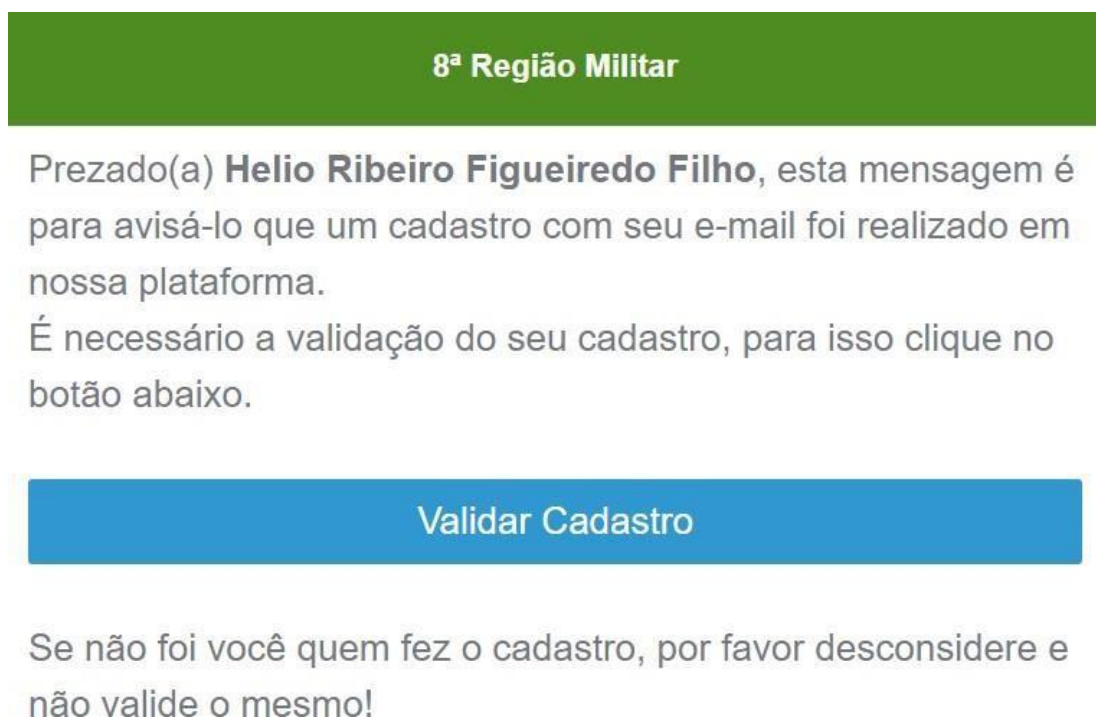 8ª Região Militar
Prezado(a) Helio Ribeiro Figueiredo Filho, esta mensagem é
para avisá-lo que um cadastro com seu e-mail foi realizado em
nossa plataforma.
É necessário a validação do seu cadastro, para isso clique no
botão abaixo.
Validar Cadastro
Se não foi você quem fez o cadastro, por favor desconsidere e
não valide o mesmo!